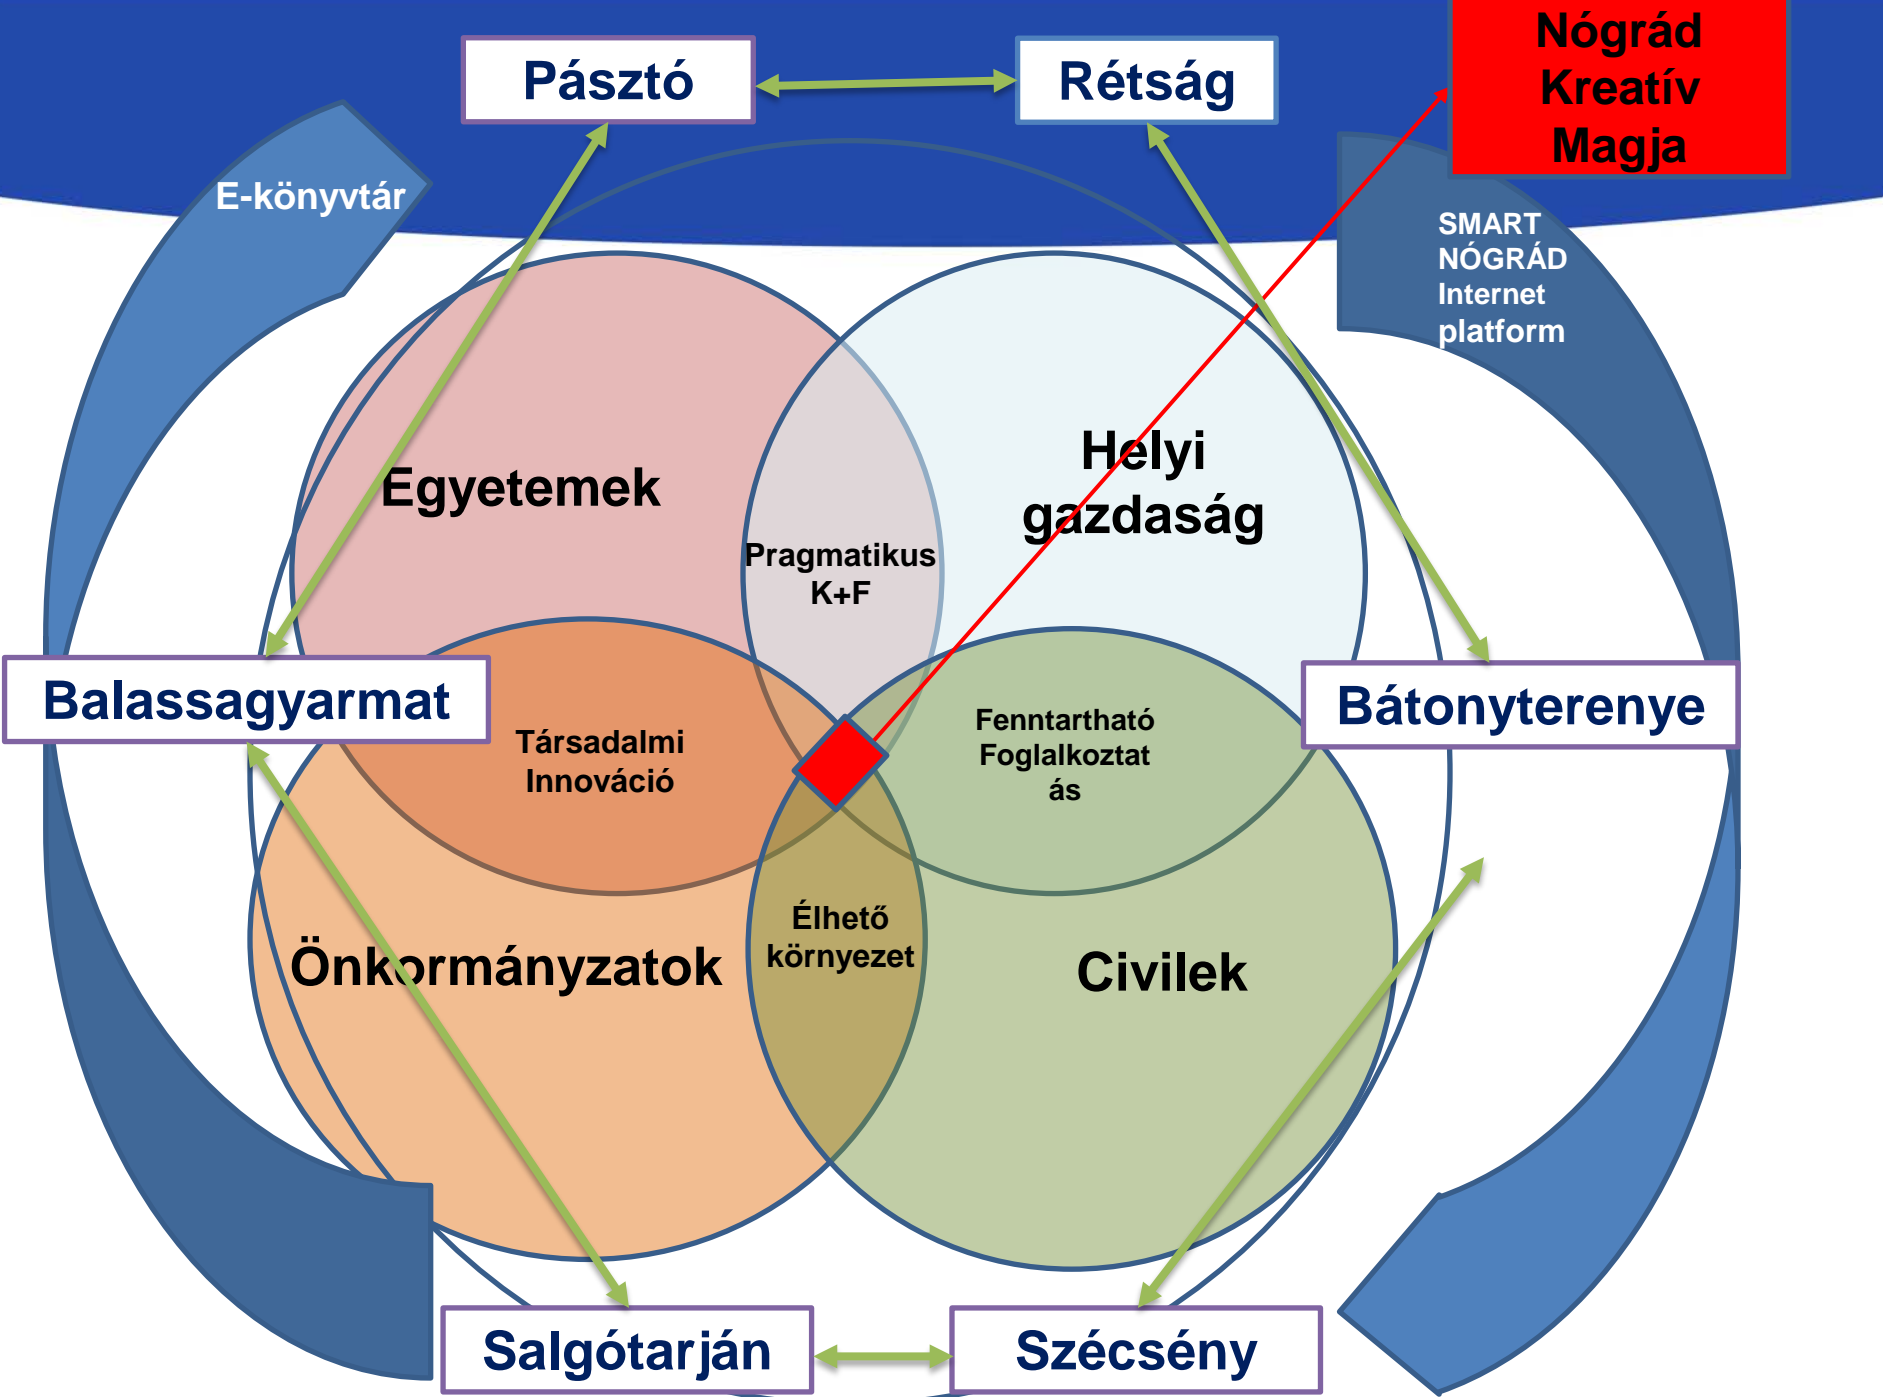 Pásztó
Rétság
Nógrád
Kreatív
Magja
E-könyvtár
SMART
NÓGRÁD
Internet
platform
Egyetemek
Helyi
gazdaság
Pragmatikus
K+F
Balassagyarmat
Bátonyterenye
Társadalmi
Innováció
Fenntartható
Foglalkoztat
ás
Élhető
környezet
Önkormányzatok
Civilek
Salgótarján
Szécsény